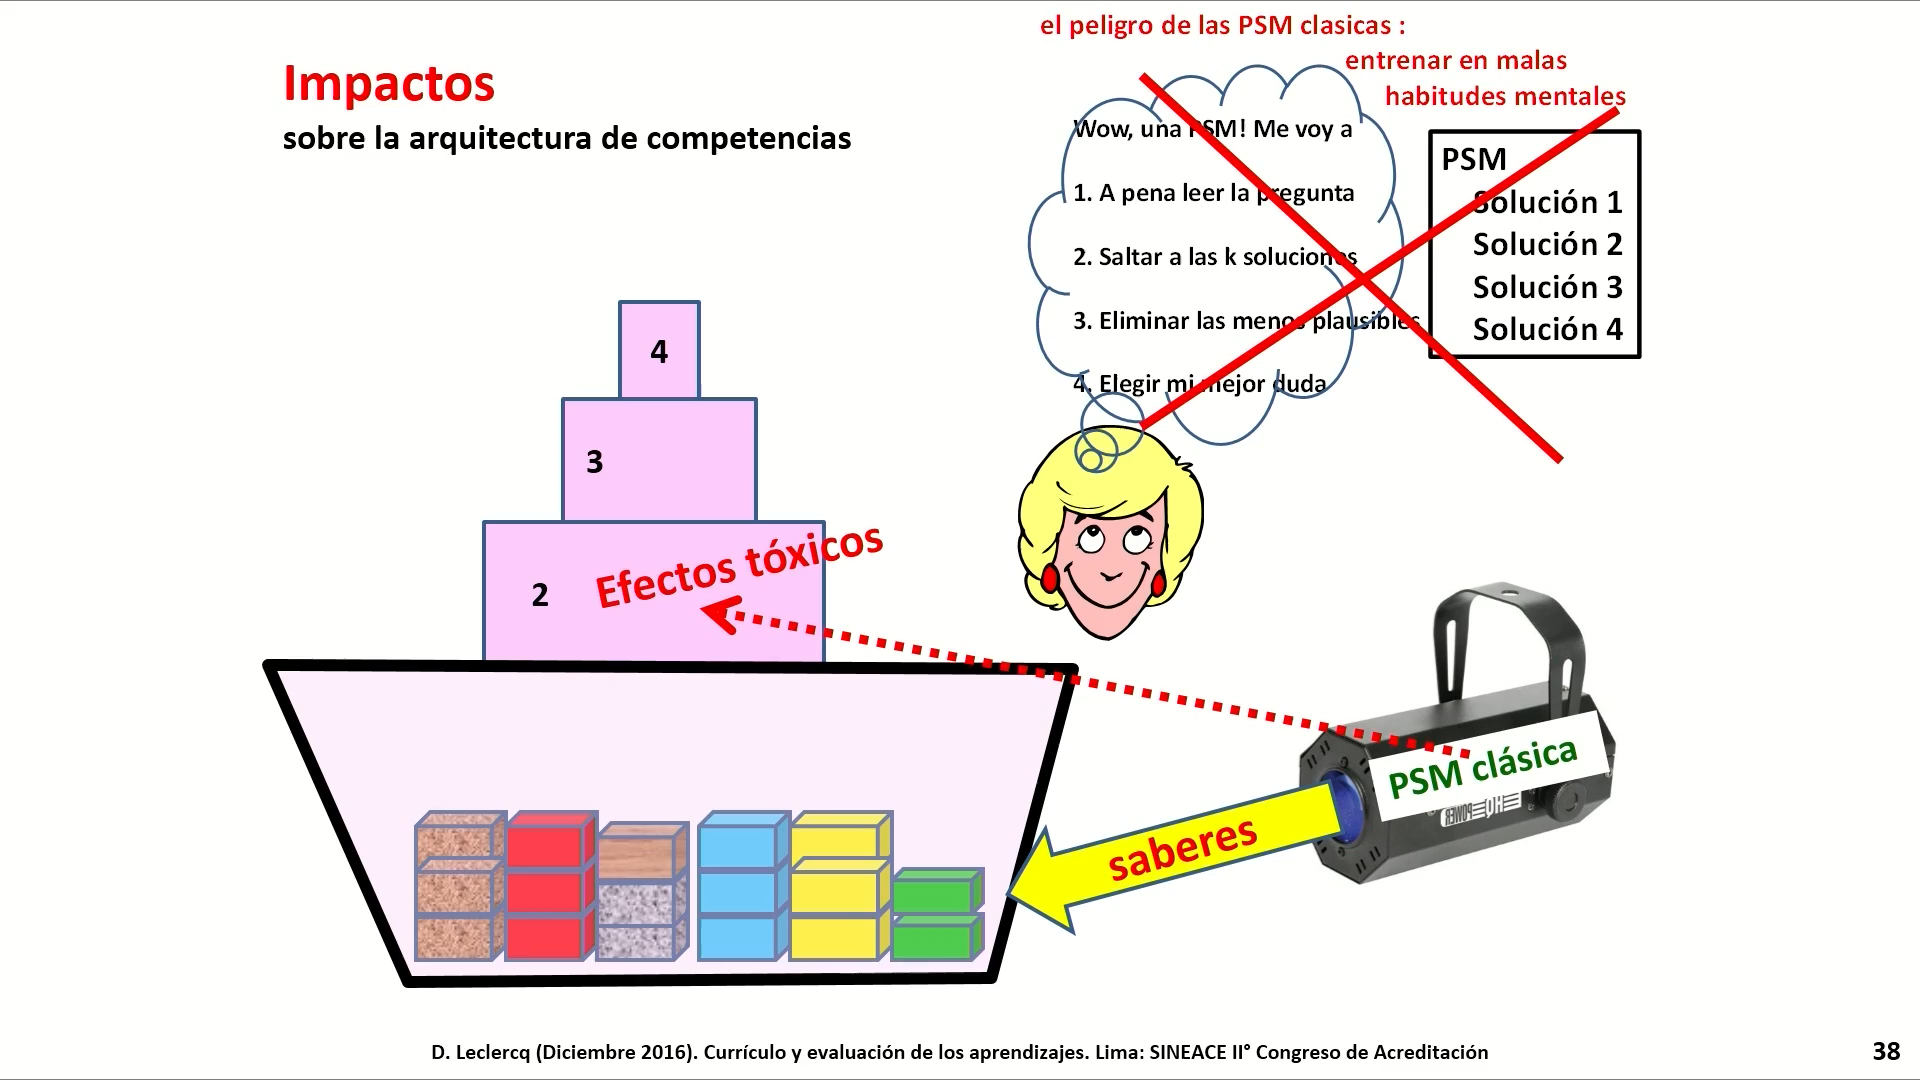 el peligro de las PSM clasicas :
entrenar en malas
habitudes mentales
Impactos
sobre la arquitectura de competencias
Wow, una PSM! Me voy a
1. A pena leer la pregunta
2. Saltar a las k soluciones
3. Eliminar las menos plausibles
4. Elegir mi mejor duda
PSM
Solución 1
Solución 2
Solución 3
Solución 4
4
3
2
Efectos tóxicos
PSM clásica
HQ
POWER
saberes
D. Leclercq (Diciembre 2016). Currículo y evaluación de los aprendizajes. Lima: SINEACE II° Congreso de Acreditación
38